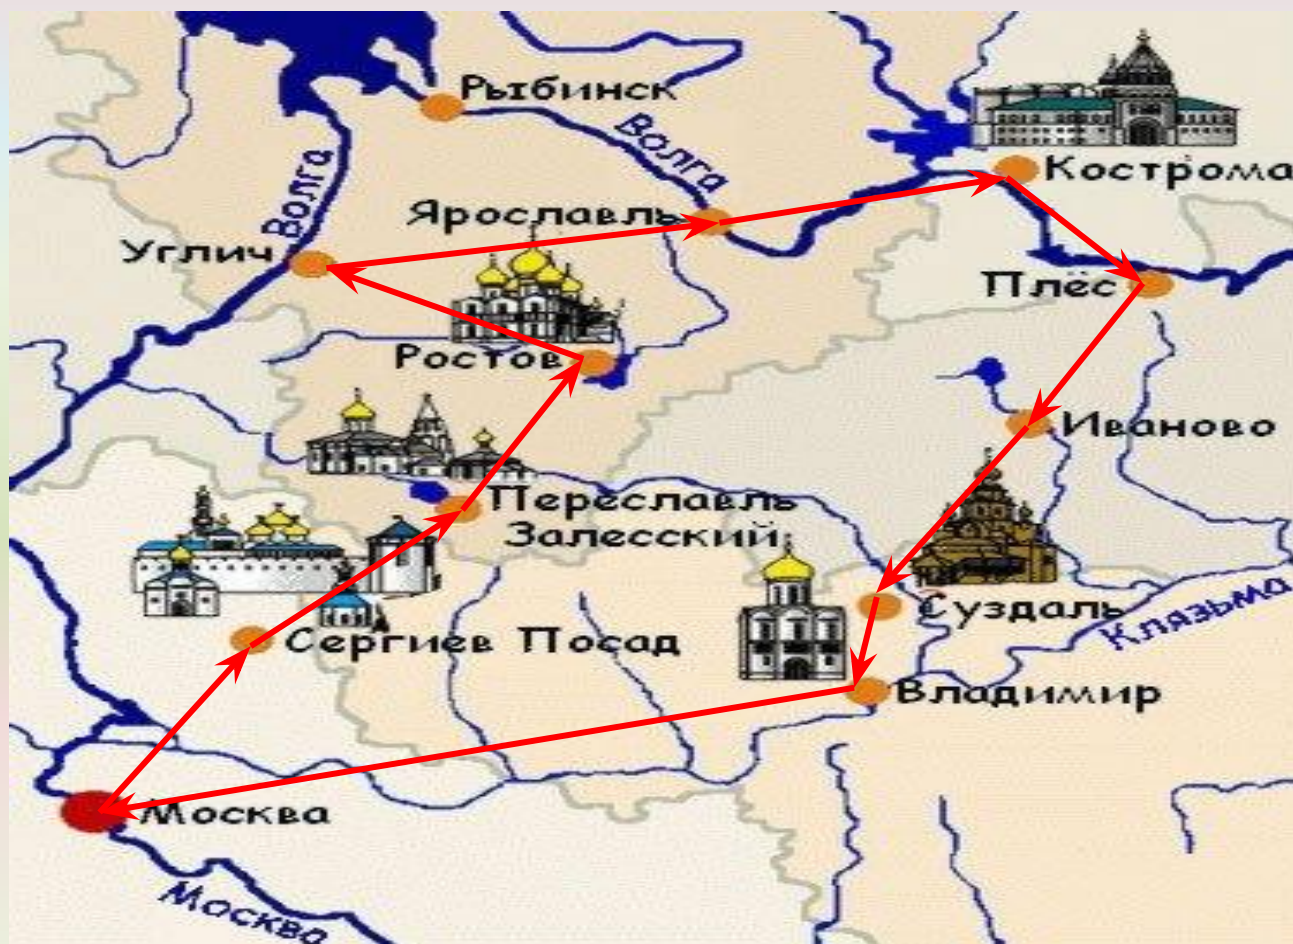 Рыбинск
Волга
Кострома
Волга
Ярославль
Углич
Плёс
Ростов
Иваново
Переславль
Залесский
Суздаль
Клязьма
Сергиев Посад
Владимир
Москва
Москва